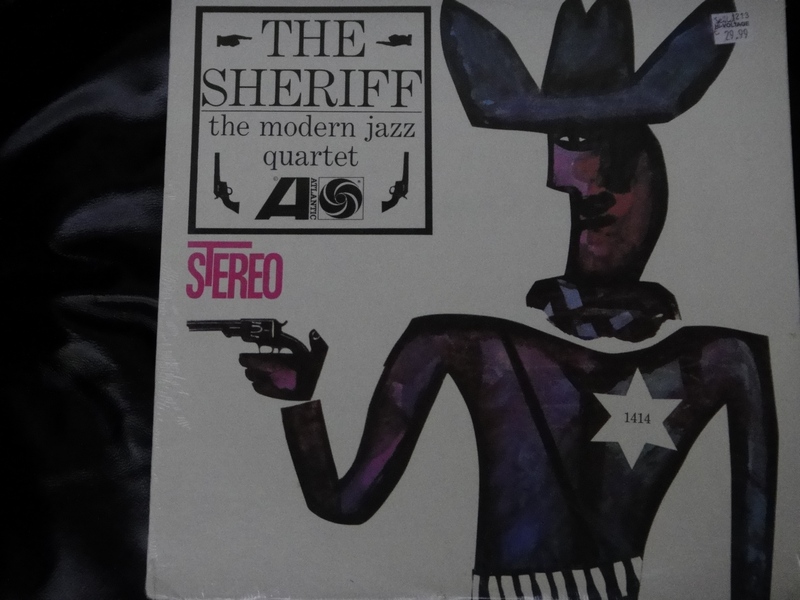 THE
SHERIFF
the modern jazz
quartet
ATLANTIC
STEREO
1414
29.99